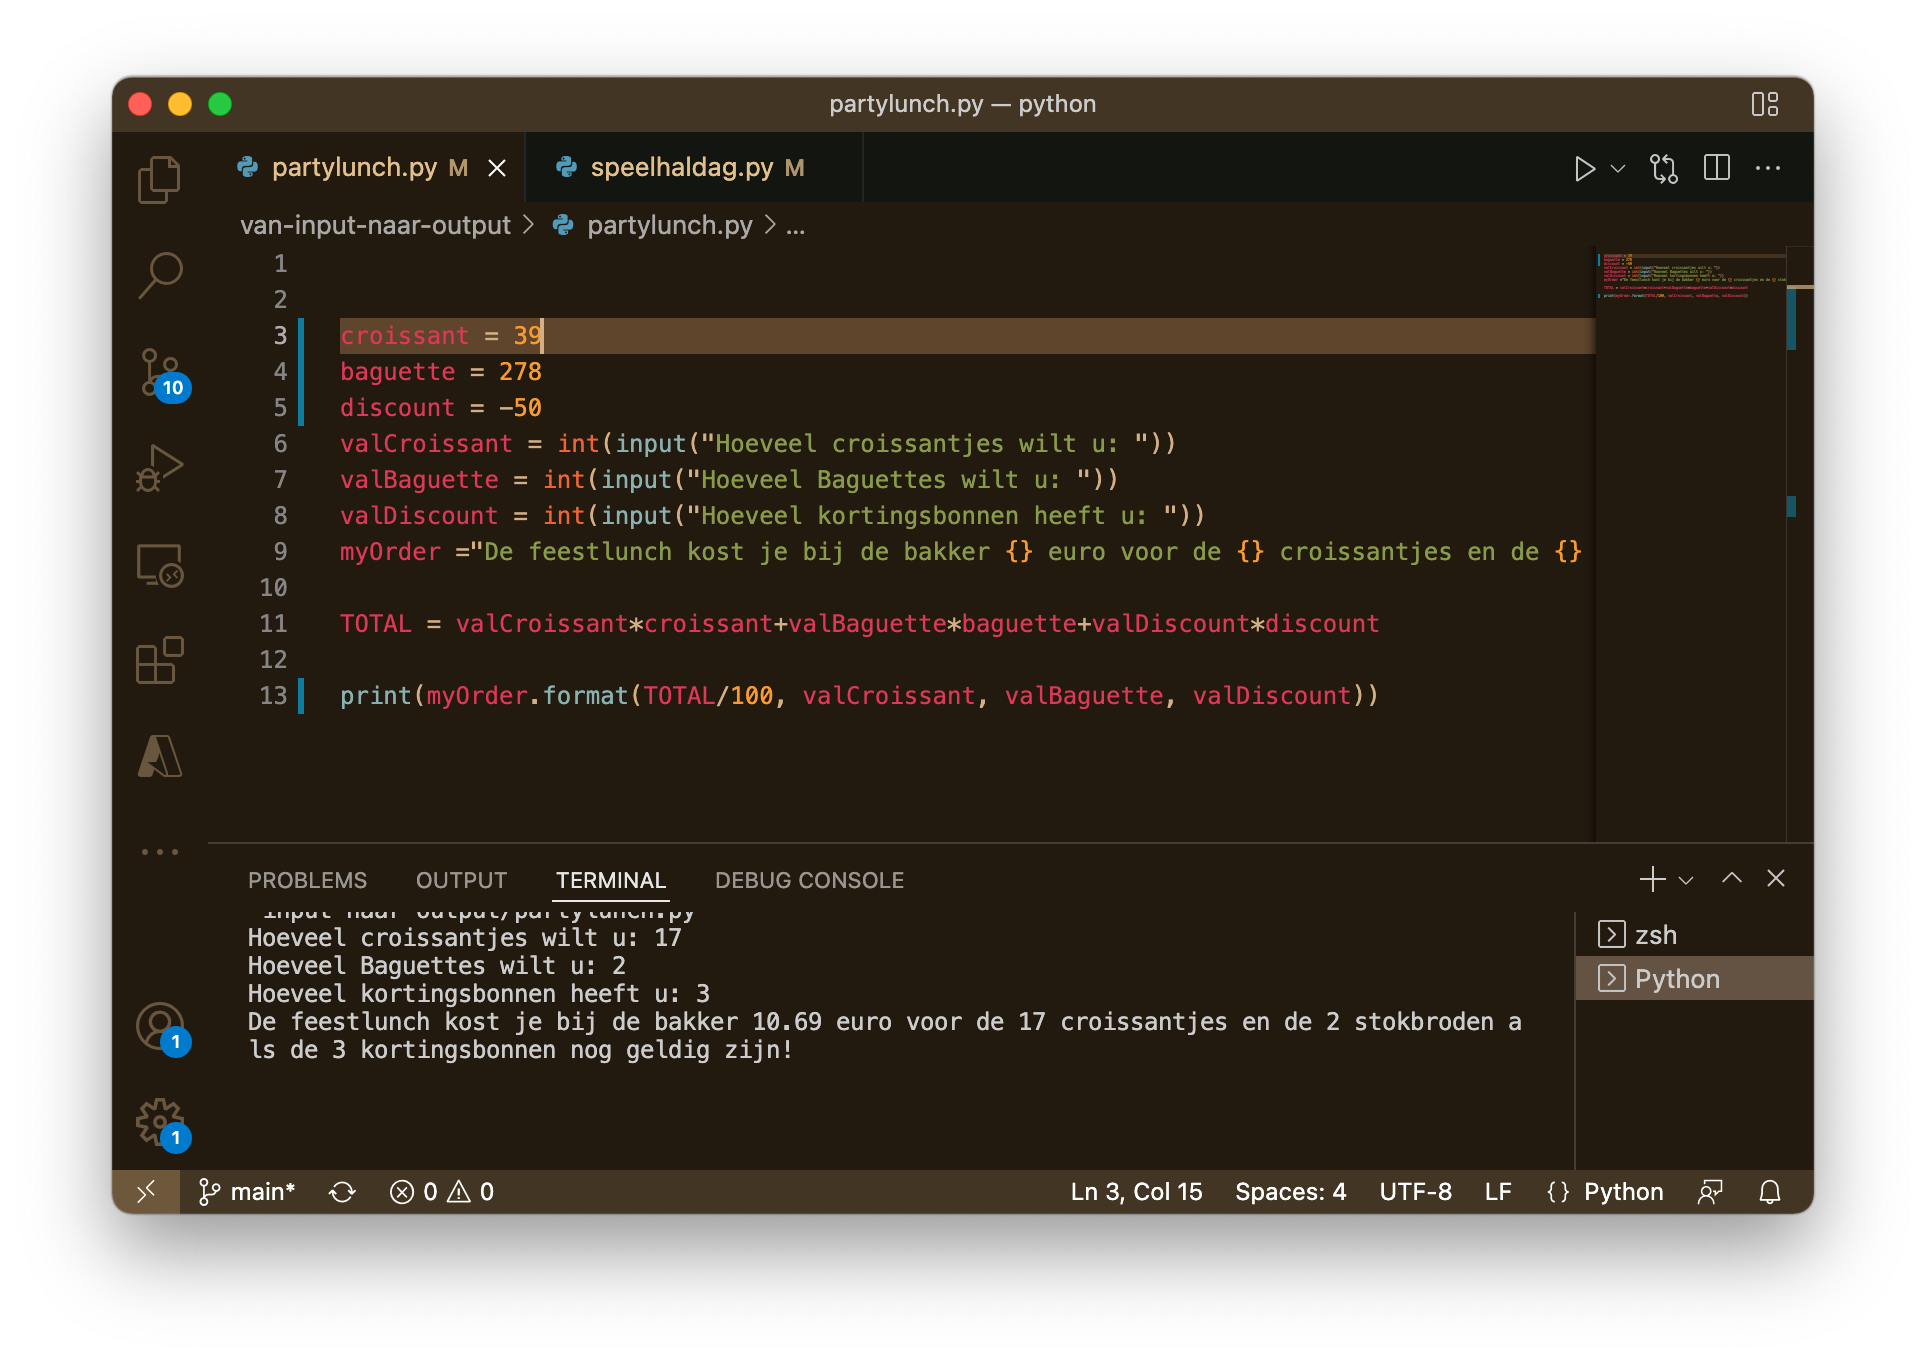 partylunch.py — python
partylunch.py M speelhaldag.py M
van-input-naar-output > partylunch.py > ...
1
2
3 croissant = 39
4 baguette = 278
5 discount = -50
6 valCroissant = int(input("Hoeveel croissantjes wilt u: "))
7 valBaguette = int(input("Hoeveel Baguettes wilt u: "))
8 valDiscount = int(input("Hoeveel kortingsbonnen heeft u: "))
9 myOrder ="De feestlunch kost je bij de bakker {} euro voor de {} croissantjes en de {}
10
11 TOTAL = valCroissant*croissant+valBaguette*baguette+valDiscount*discount
12
13 print(myOrder.format(TOTAL/100, valCroissant, valBaguette, valDiscount))
10
PROBLEMS OUTPUT TERMINAL DEBUG CONSOLE
input-naar-output/partylunch.py
Hoeveel croissantjes wilt u: 17
Hoeveel Baguettes wilt u: 2
Hoeveel kortingsbonnen heeft u: 3
De feestlunch kost je bij de bakker 10.69 euro voor de 17 croissantjes en de 2 stokbroden a
ls de 3 kortingsbonnen nog geldig zijn!
zsh
Python
1
1
main* 0 0 Ln 3, Col 15 Spaces: 4 UTF-8 LF {} Python